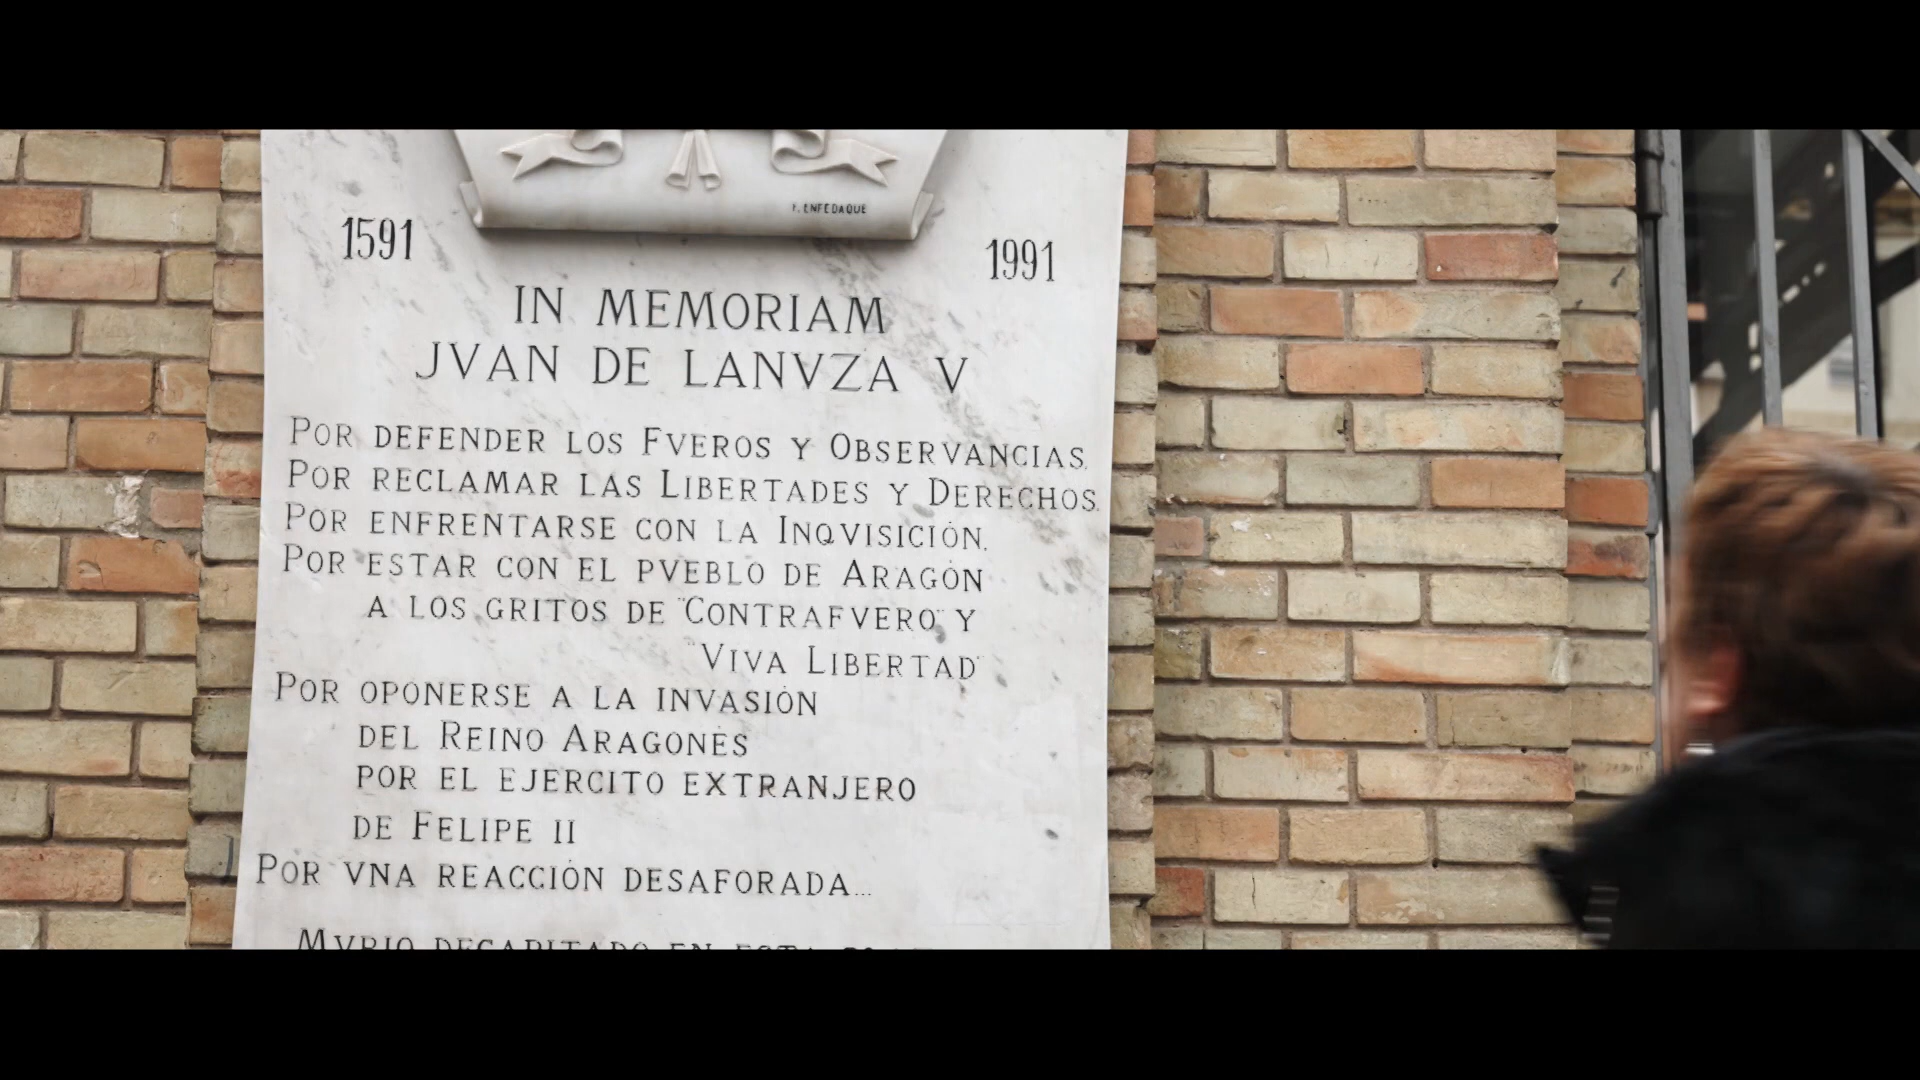 F. ENFEDAQUE
1591
1991
IN MEMORIAM
JVAN DE LANVZA V
POR DEFENDER LOS FVEROS Y OBSERVANCIAS.
POR RECLAMAR LAS LIBERTADES Y DERECHOS.
POR ENFRENTARSE CON LA INQVISICIÓN.
POR ESTAR CON EL PVEBLO DE ARAGÓN
A LOS GRITOS DE "CONTRAFVERO" Y
"VIVA LIBERTAD"
POR OPONERSE A LA INVASIÓN
DEL REINO ARAGONÉS
POR EL EJERCITO EXTRANJERO
DE FELIPE II
POR VNA REACCIÓN DESAFORADA...
MVRIO DECAPITADO EN ESTA